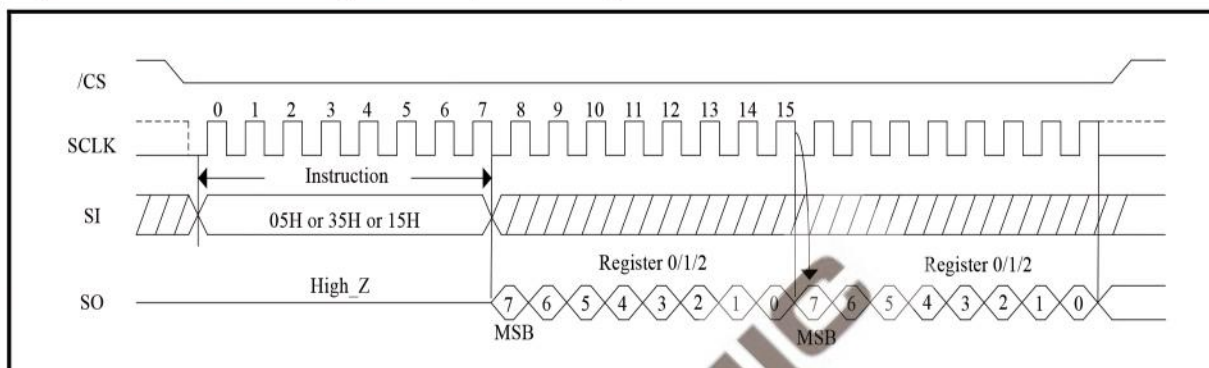 /CS
0 1 2 3 4 5 6 7 8 9 10 11 12 13 14 15
SCLK
Instruction
SI
05H or 35H or 15H
Register 0/1/2 Register 0/1/2
High_Z
SO
7 6 5 4 3 2 1 0 7 6 5 4 3 2 1 0
MSB MSB